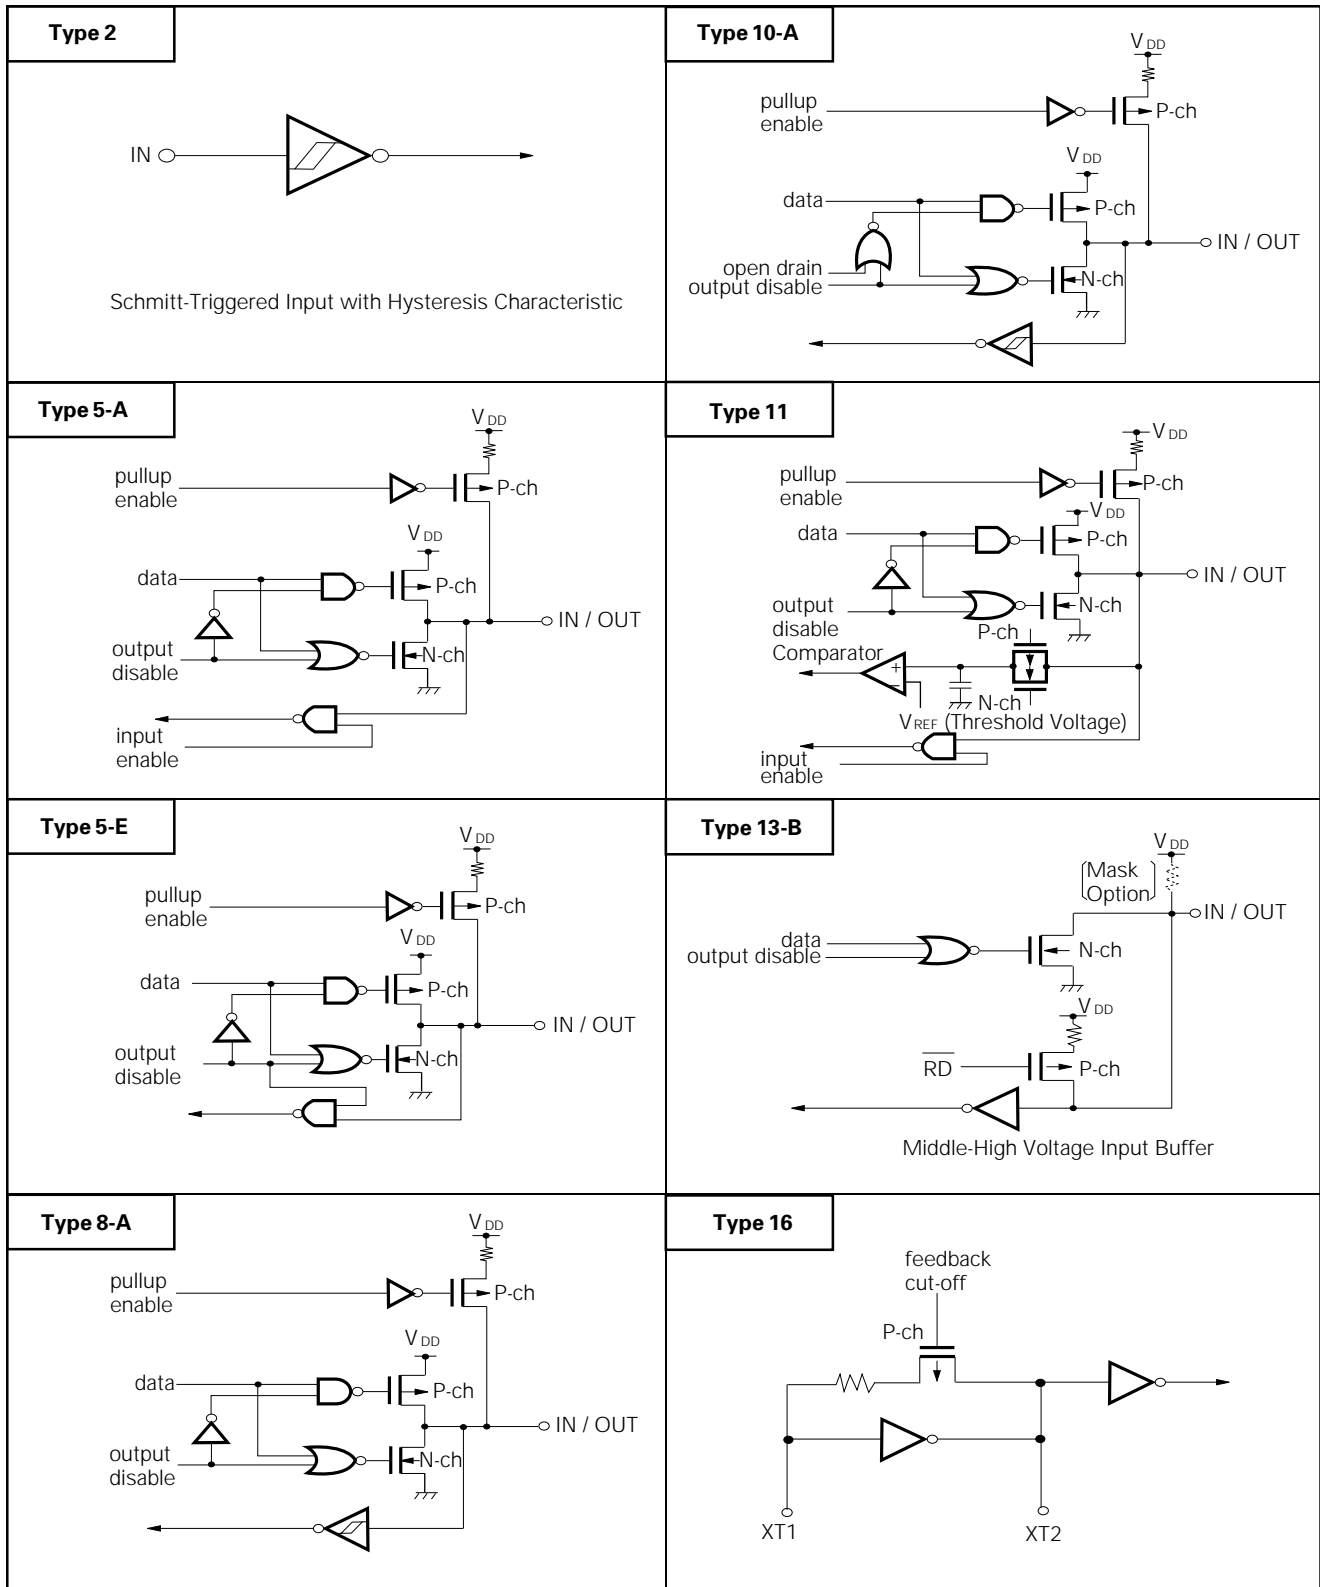 Type 2
IN
Schmitt-Triggered Input with Hysteresis Characteristic
Type 10-A
VDD
pullup
enable
P-ch
VDD
data
P-ch
IN / OUT
open drain
output disable
N-ch
Type 5-A
VDD
pullup
enable
P-ch
VDD
data
P-ch
IN / OUT
output
disable
N-ch
input
enable
Type 11
VDD
pullup
enable
P-ch
VDD
data
P-ch
IN / OUT
output
disable
N-ch
P-ch
Comparator
+
−
N-ch
VREF (Threshold Voltage)
input
enable
Type 5-E
VDD
pullup
enable
P-ch
VDD
data
P-ch
IN / OUT
output
disable
N-ch
Type 13-B
VDD
(Mask
Option)
IN / OUT
data
output disable
N-ch
VDD
RD
P-ch
Middle-High Voltage Input Buffer
Type 8-A
VDD
pullup
enable
P-ch
VDD
data
P-ch
IN / OUT
output
disable
N-ch
Type 16
feedback
cut-off
P-ch
XT1
XT2